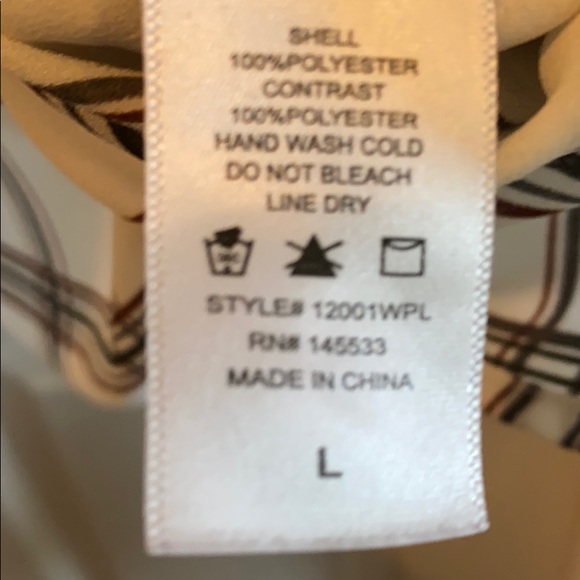 SHELL
100%POLYESTER
CONTRAST
100%POLYESTER
HAND WASH COLD
DO NOT BLEACH
LINE DRY
STYLE# 12001WPL
RN# 145533
MADE IN CHINA
L